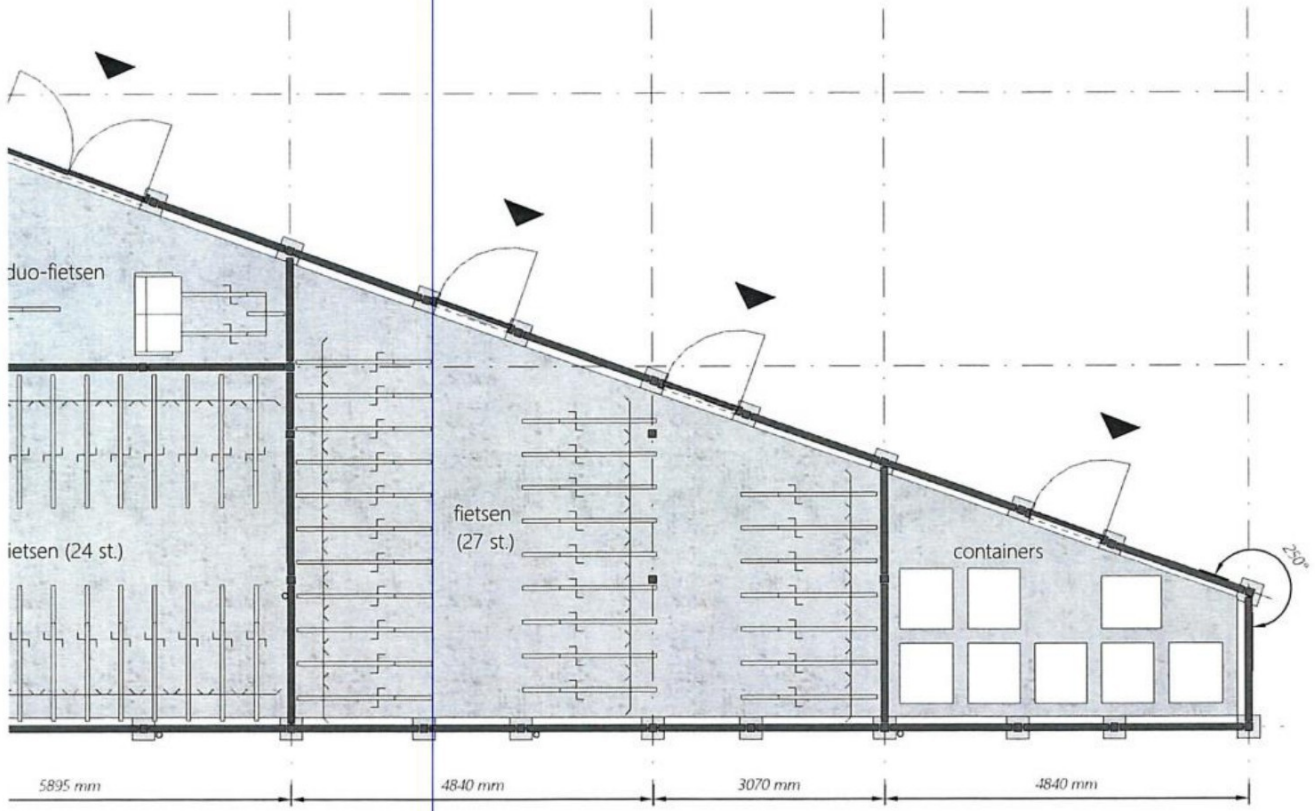 duo-fietsen
fietsen
(27 st.)
ietsen (24 st.)
containers
250°
5895 mm
4840 mm
3070 mm
4840 mm